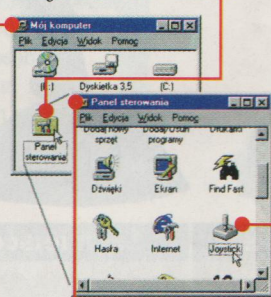 Mój komputer
Plik Edycja Widok Pomoc
Dyskietka 3,5 (C:)
Panel sterowania
Panel sterowania
Plik Edycja Widok Pomoc
Dodaj nowy sprzęt Dodaj/Usuń programy Drukarki
Dźwięki Ekran Find Fast
Hasła Internet Joystick